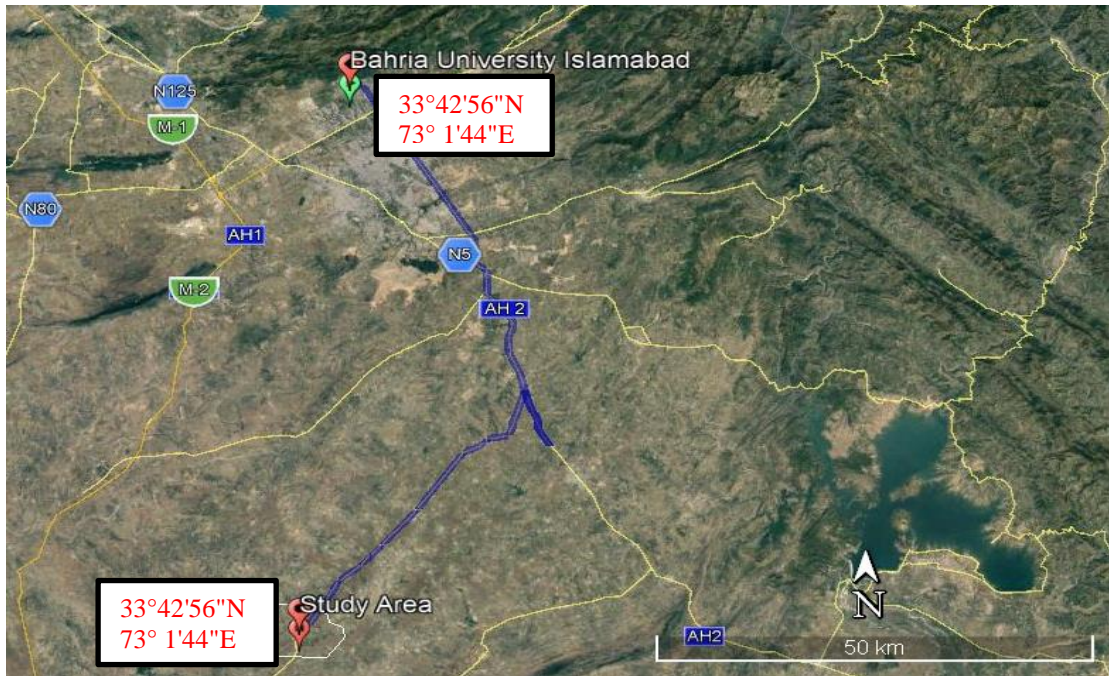 Bahria University Islamabad
33°42'56"N
73° 1'44"E
N125
M-1
N80
AH1
N5
M-2
AH 2
33°42'56"N
73° 1'44"E
Study Area
N
AH2
50 km